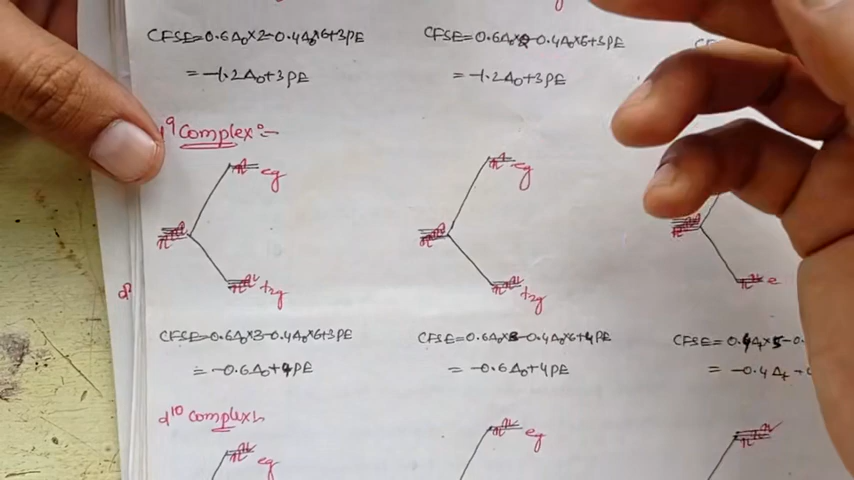 CFSE=0.6Δ₀×2-0.4Δ₀×6+3PE
=-1.2Δ₀+3PE
CFSE=0.6Δ₀×2-0.4Δ₀×6+3PE
=-1.2Δ₀+3PE
d⁹ Complex:-
eg
t2g
eg
t2g
e
CFSE=0.6Δ₀×3-0.4Δ₀×6+3PE
=-0.6Δ₀+4PE
CFSE=0.6Δ₀×3-0.4Δ₀×6+4PE
=-0.6Δ₀+4PE
CFSE=0.4Δt×5-0.
=-0.4Δt+
d¹⁰ Complex:-
eg
eg